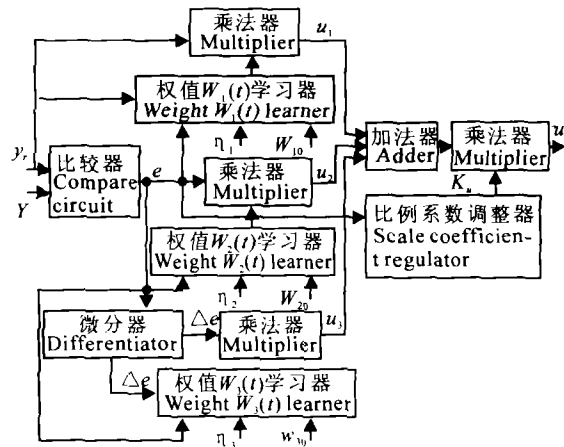 乘法器
Multiplier
u₁
权值W₁(t)学习器
Weight W₁(t) learner
η₁
W₁₀
yᵣ
Y
比较器
Compare
circuit
e
乘法器
Multiplier
u₂
加法器
Adder
乘法器
Multiplier
u
Kᵤ
比例系数调整器
Scale coefficien-
t regulator
权值W₂(t)学习器
Weight W₂(t) learner
η₂
W₂₀
微分器
Differentiator
△e
乘法器
Multiplier
u₃
△e
权值W₃(t)学习器
Weight W₃(t) learner
η₃
w₃₀